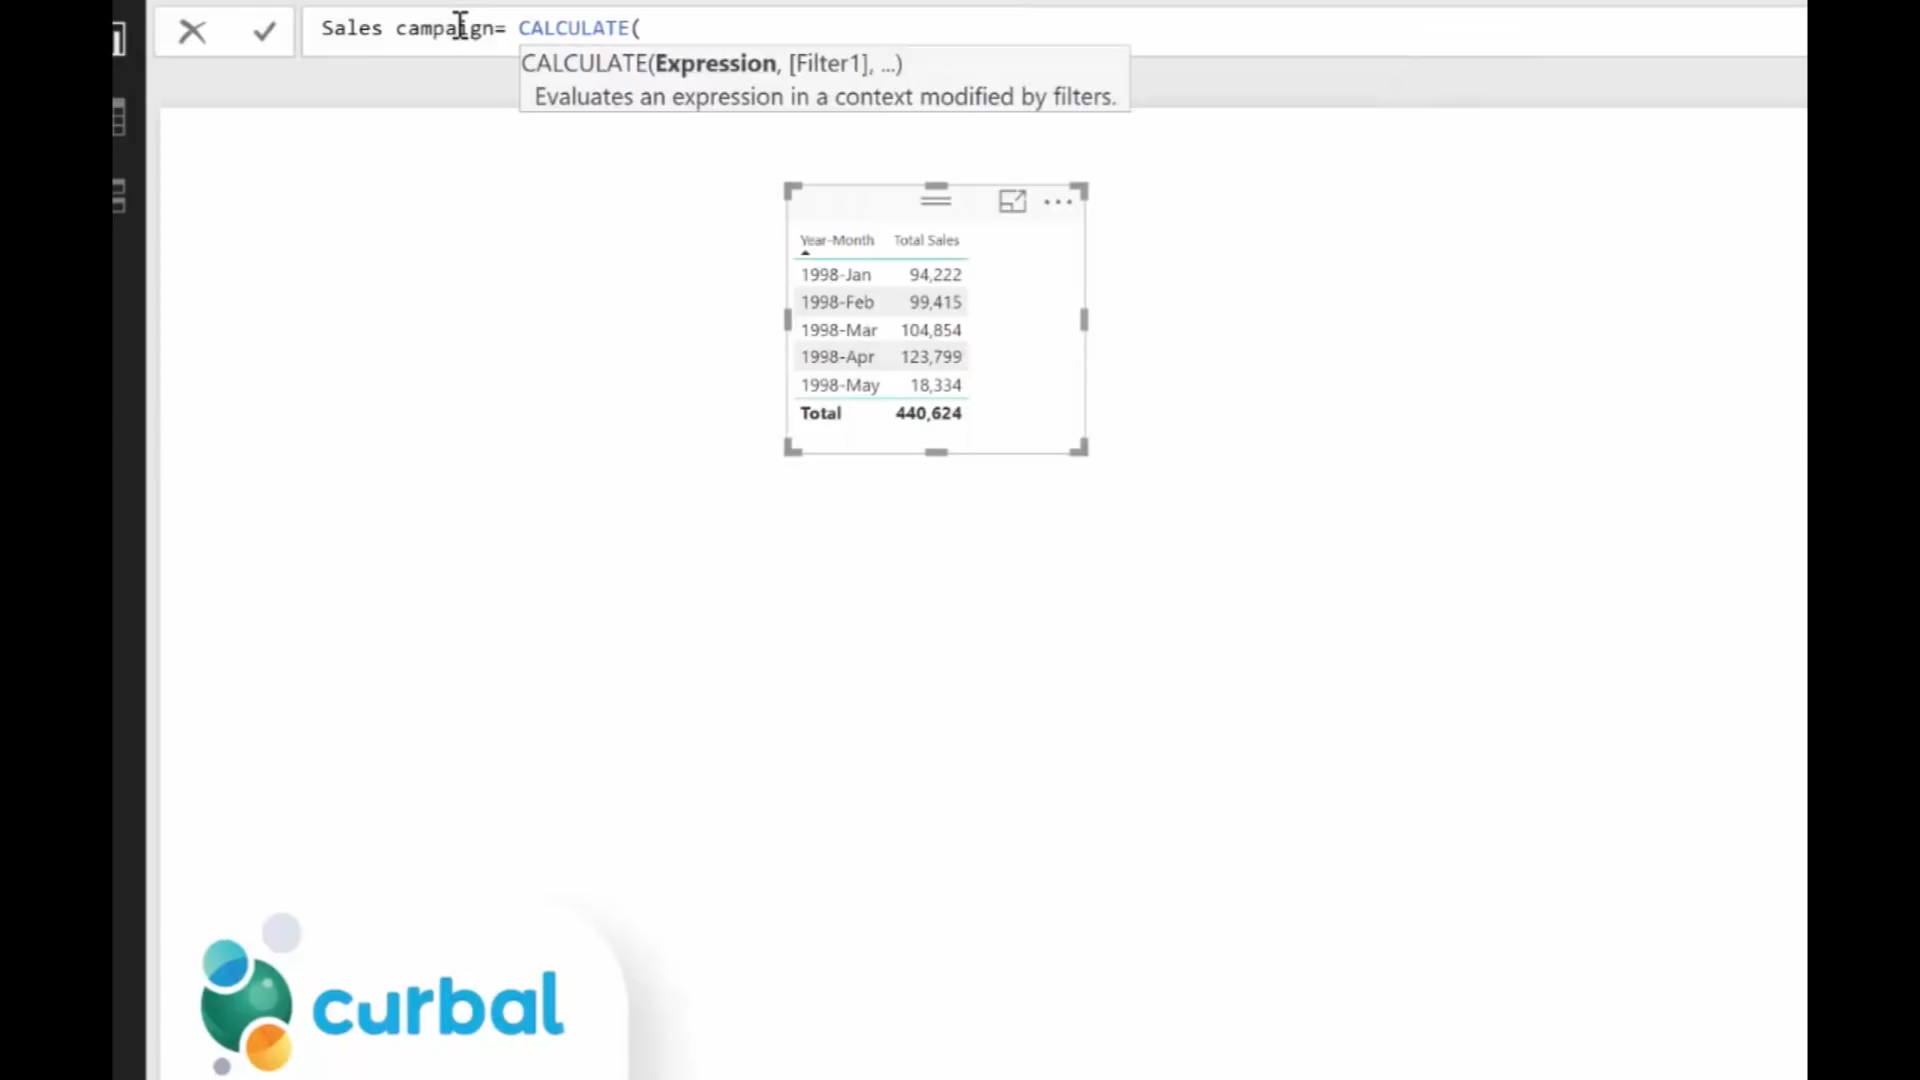 Sales campaign= CALCULATE(
CALCULATE(Expression, [Filter1], ...)
Evaluates an expression in a context modified by filters.
Year-Month Total Sales
1998-Jan 94,222
1998-Feb 99,415
1998-Mar 104,854
1998-Apr 123,799
1998-May 18,334
Total 440,624
curbal